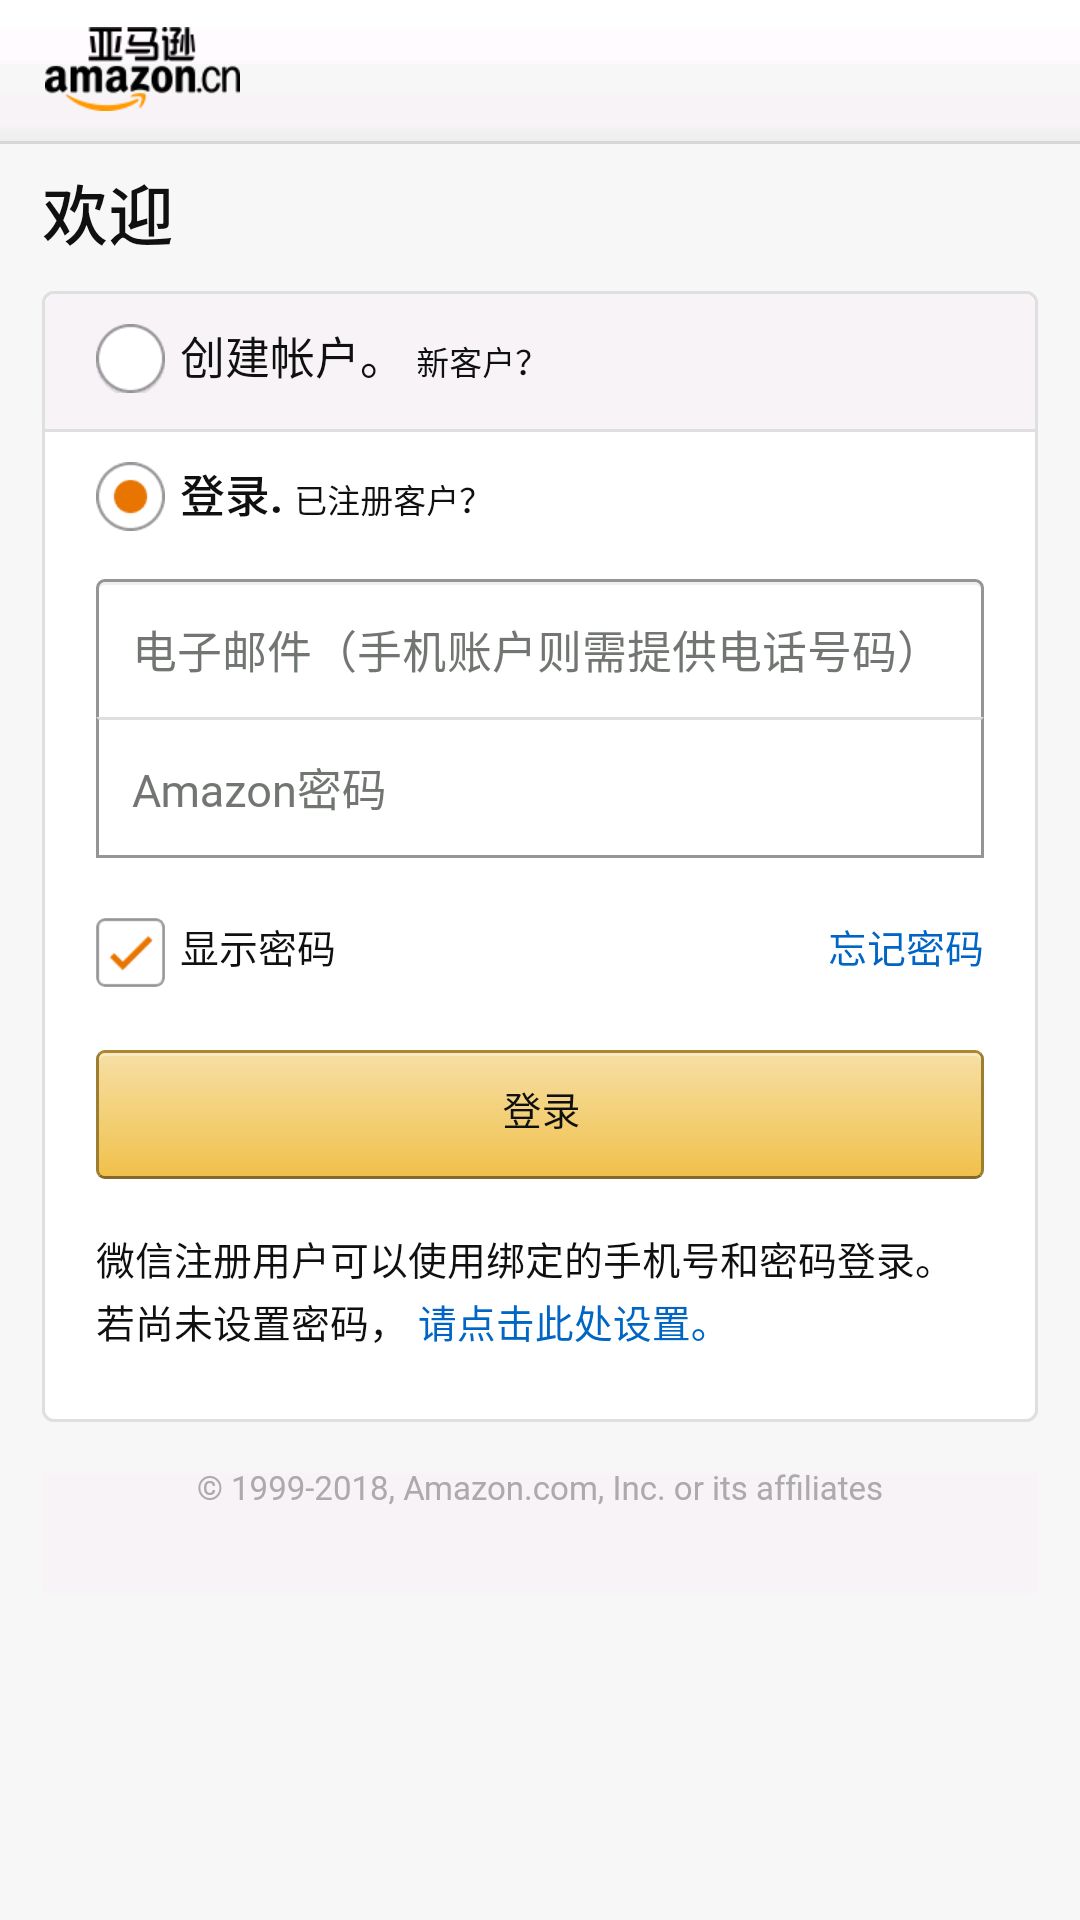 亚马逊
amazon.cn
欢迎
创建帐户。 新客户？
登录. 已注册客户？
电子邮件（手机账户则需提供电话号码）
Amazon密码
显示密码 忘记密码
登录
微信注册用户可以使用绑定的手机号和密码登录。
若尚未设置密码， 请点击此处设置。
© 1999-2018, Amazon.com, Inc. or its affiliates